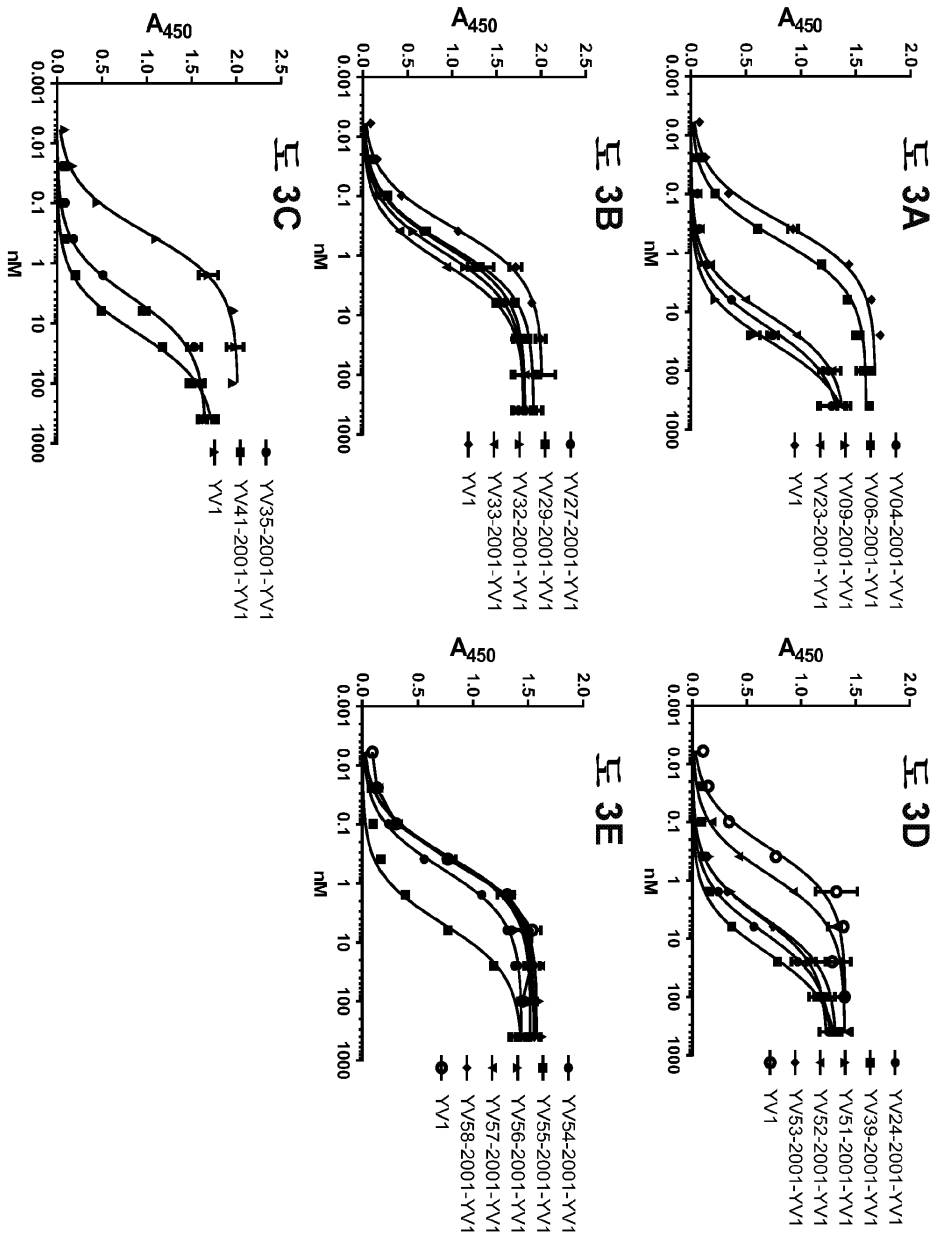 도 3A
A450
2.0
1.5
1.0
0.5
0.0
0.001 0.01 0.1 1 10 100 1000
nM
YV04-2001-YV1
YV06-2001-YV1
YV09-2001-YV1
YV23-2001-YV1
YV1
도 3D
A450
2.0
1.5
1.0
0.5
0.0
0.001 0.01 0.1 1 10 100 1000
nM
YV24-2001-YV1
YV39-2001-YV1
YV51-2001-YV1
YV52-2001-YV1
YV53-2001-YV1
YV1
도 3B
A450
2.5
2.0
1.5
1.0
0.5
0.0
0.001 0.01 0.1 1 10 100 1000
nM
YV27-2001-YV1
YV29-2001-YV1
YV32-2001-YV1
YV33-2001-YV1
YV1
도 3E
A450
2.0
1.5
1.0
0.5
0.0
0.001 0.01 0.1 1 10 100 1000
nM
YV54-2001-YV1
YV55-2001-YV1
YV56-2001-YV1
YV57-2001-YV1
YV58-2001-YV1
YV1
도 3C
A450
2.5
2.0
1.5
1.0
0.5
0.0
0.001 0.01 0.1 1 10 100 1000
nM
YV35-2001-YV1
YV41-2001-YV1
YV1